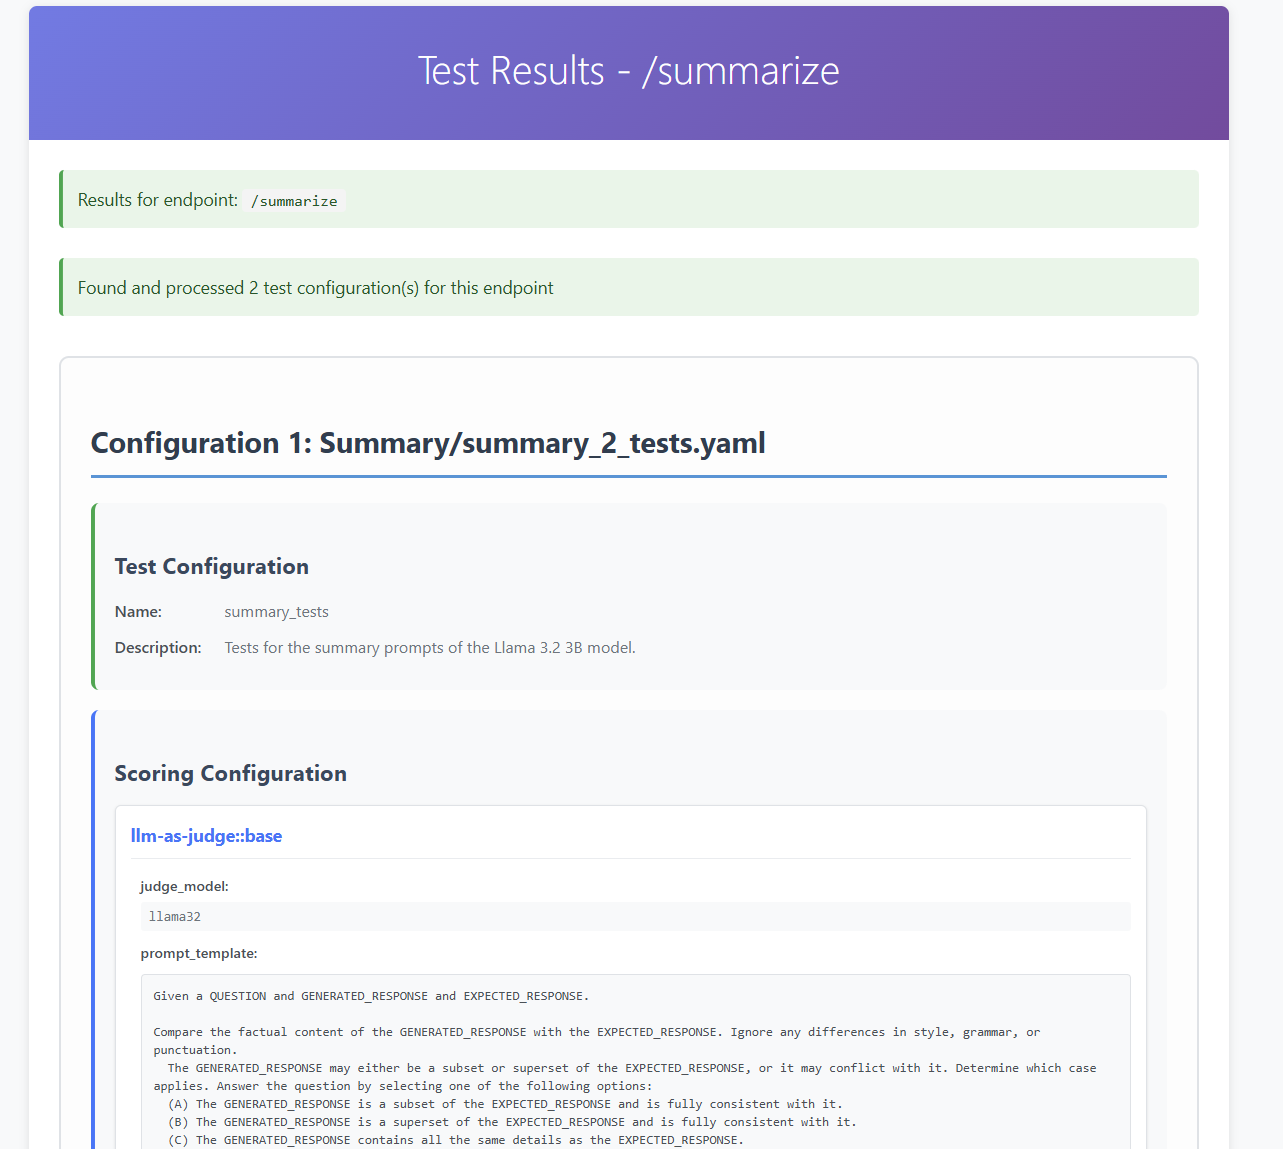 Test Results - /summarize
Results for endpoint: /summarize
Found and processed 2 test configuration(s) for this endpoint
Configuration 1: Summary/summary_2_tests.yaml
Test Configuration
Name: summary_tests
Description: Tests for the summary prompts of the Llama 3.2 3B model.
Scoring Configuration
llm-as-judge::base
judge_model:
llama32
prompt_template:
Given a QUESTION and GENERATED_RESPONSE and EXPECTED_RESPONSE.
Compare the factual content of the GENERATED_RESPONSE with the EXPECTED_RESPONSE. Ignore any differences in style, grammar, or
punctuation.
The GENERATED_RESPONSE may either be a subset or superset of the EXPECTED_RESPONSE, or it may conflict with it. Determine which case
applies. Answer the question by selecting one of the following options:
(A) The GENERATED_RESPONSE is a subset of the EXPECTED_RESPONSE and is fully consistent with it.
(B) The GENERATED_RESPONSE is a superset of the EXPECTED_RESPONSE and is fully consistent with it.
(C) The GENERATED_RESPONSE contains all the same details as the EXPECTED_RESPONSE.